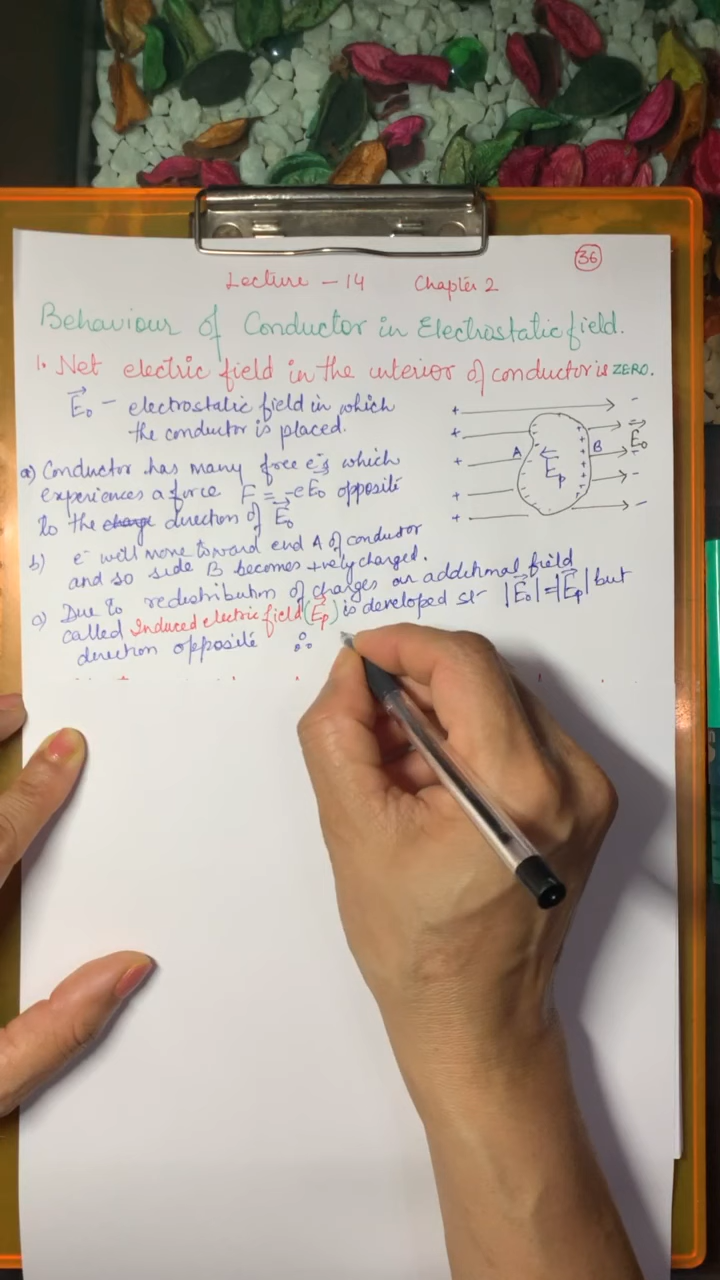 36
Lecture - 14 Chapter 2
Behaviour of Conductor in Electrostatic field.
1. Net electric field in the interior of conductor is ZERO.
E₀ - electrostatic field in which
the conductor is placed.
a) Conductor has many free e⁻s which
experiences a force F = -eE₀ opposite
to the direction of E₀
b) e⁻ will move toward end A of conductor
and so side B becomes +vely charged.
c) Due to redistribution of charges an additional field
called Induced electric field (Ep) is developed st |E₀| = |Ep| but
direction opposite
+ -
+ E₀
+ A Ep B
+ -
+ -